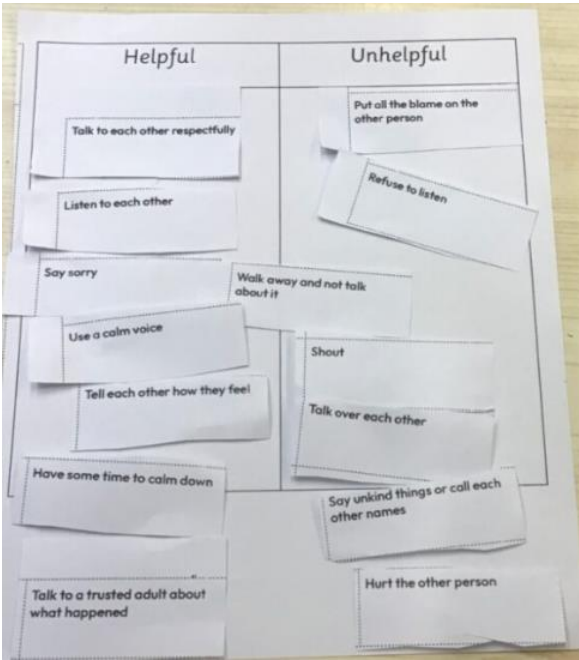 Helpful
Unhelpful
Talk to each other respectfully
Listen to each other
Say sorry
Use a calm voice
Tell each other how they feel
Have some time to calm down
Talk to a trusted adult about
what happened
Put all the blame on the
other person
Refuse to listen
Walk away and not talk
about it
Shout
Talk over each other
Say unkind things or call each
other names
Hurt the other person